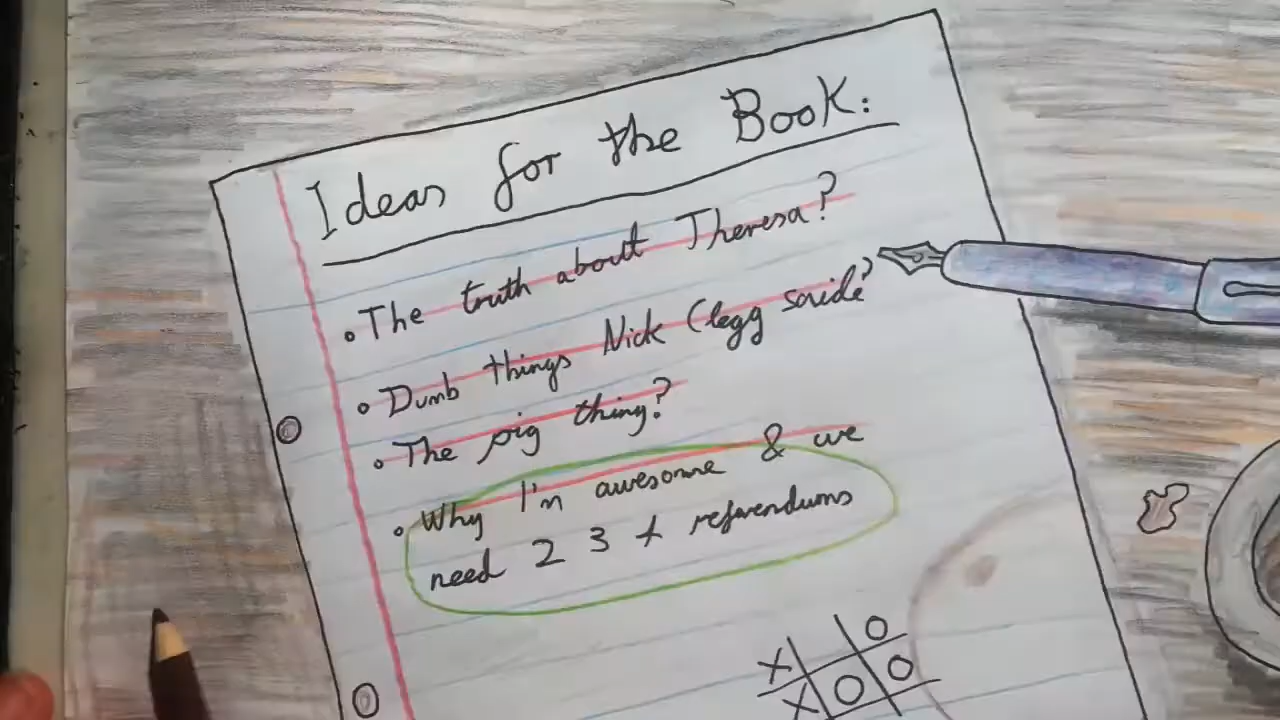 Ideas for the Book:
• The truth about Theresa?
• Dumb things Nick Clegg said?
• The pig thing?
• Why I'm awesome & we
need 2 3 + referendums
X O
X O O